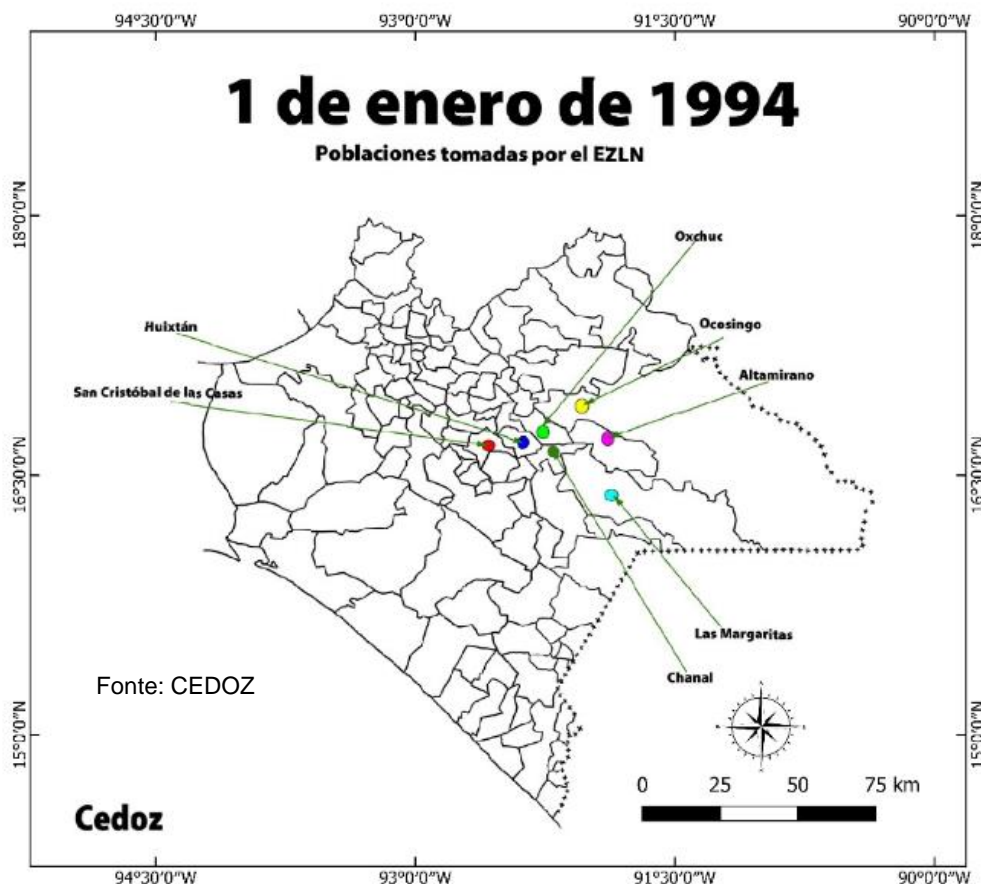 94°30'0"W 93°0'0"W 91°30'0"W 90°0'0"W
1 de enero de 1994
Poblaciones tomadas por el EZLN
18°0'0"N 18°0'0"N
Oxchuc
Huixtán
Ocosingo
Altamirano
San Cristóbal de las Casas
16°30'0"N 16°30'0"N
Las Margaritas
Chanal
Fonte: CEDOZ
15°0'0"N 15°0'0"N
0 25 50 75 km
Cedoz
94°30'0"W 93°0'0"W 91°30'0"W 90°0'0"W